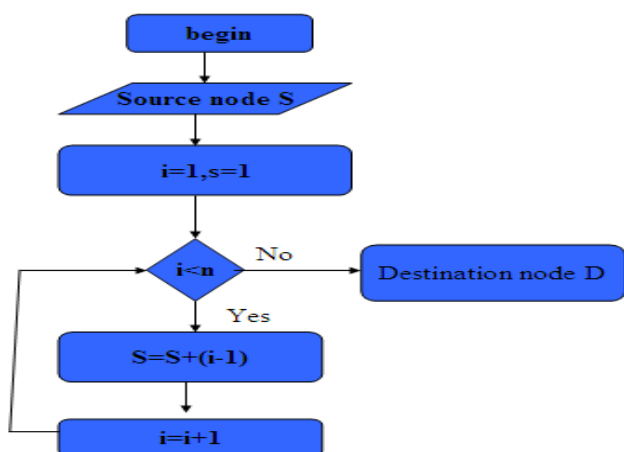 begin
Source node S
i=1,s=1
i<n
No
Destination node D
Yes
S=S+(i-1)
i=i+1